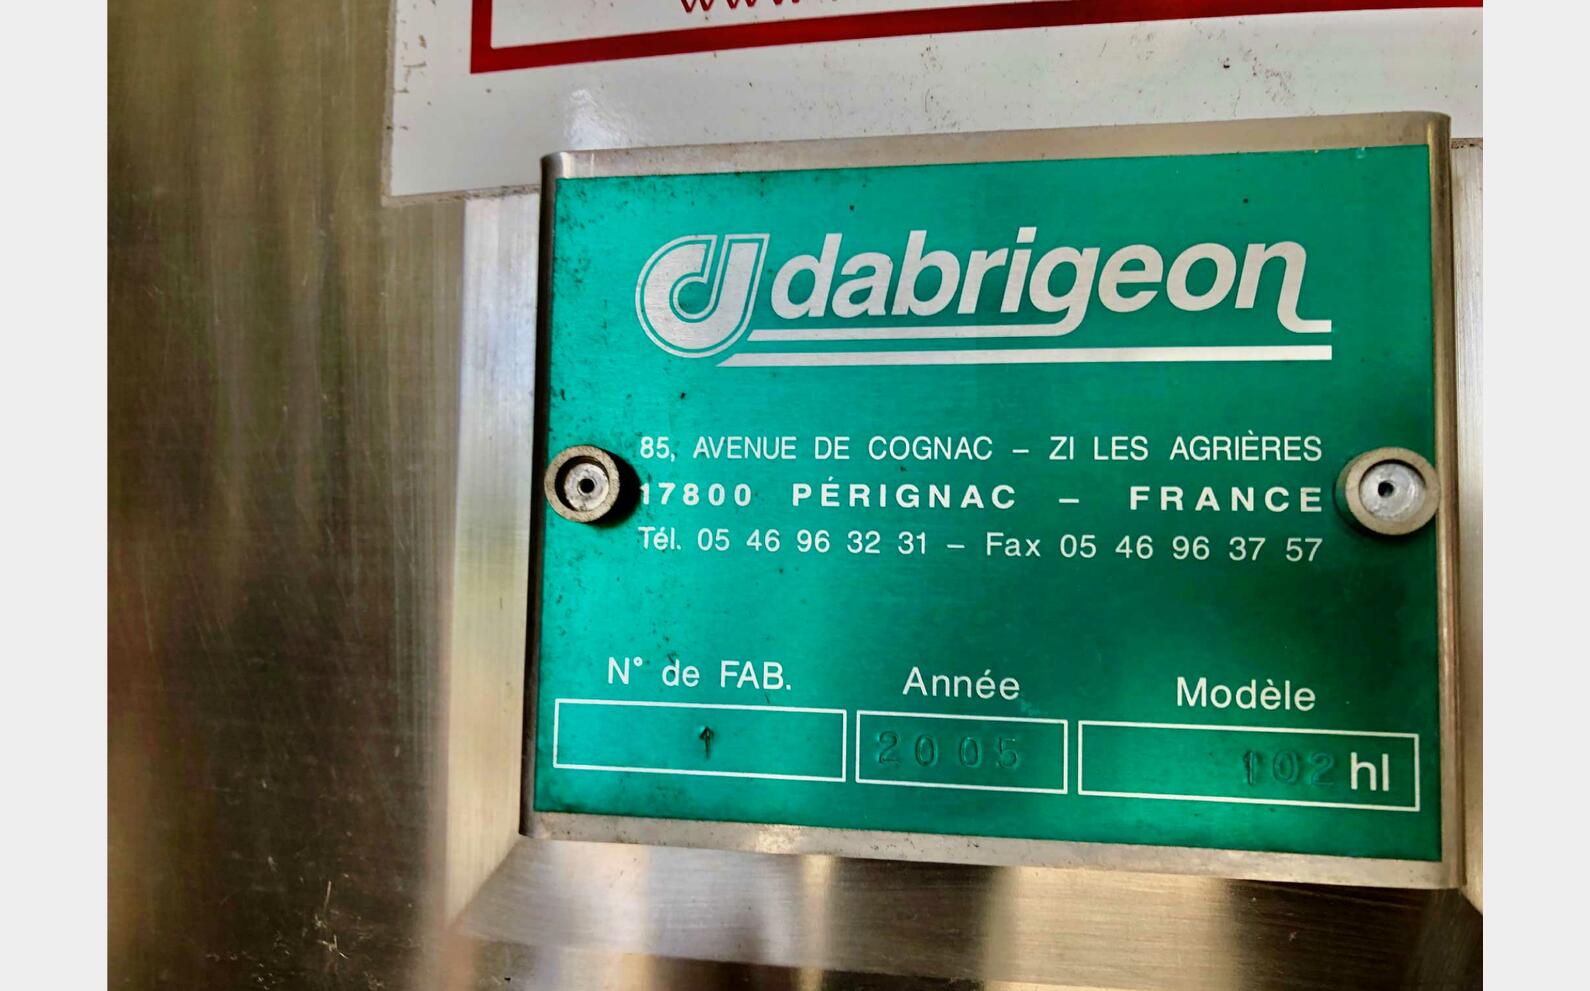 dabrigeon
85, AVENUE DE COGNAC – ZI LES AGRIÈRES
17800 PÉRIGNAC – FRANCE
Tél. 05 46 96 32 31 – Fax 05 46 96 37 57
N° de FAB. Année Modèle
1 2005 102 hl